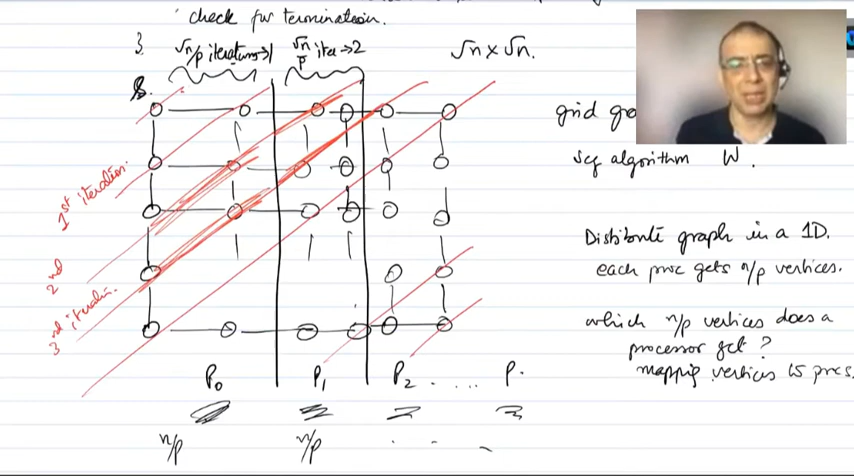 check for termination.
3.
√n/p iterations→1
√n/p iter→2
√n x √n.
S.
grid gra
seq algorithm W.
1st iteration.
2nd
3rd iteration.
Distribute graph in a 1D.
each proc gets n/p vertices.
which n/p vertices does a
processor get?
mapping vertices to procs.
P0 P1 P2 .... P.
n/p n/p